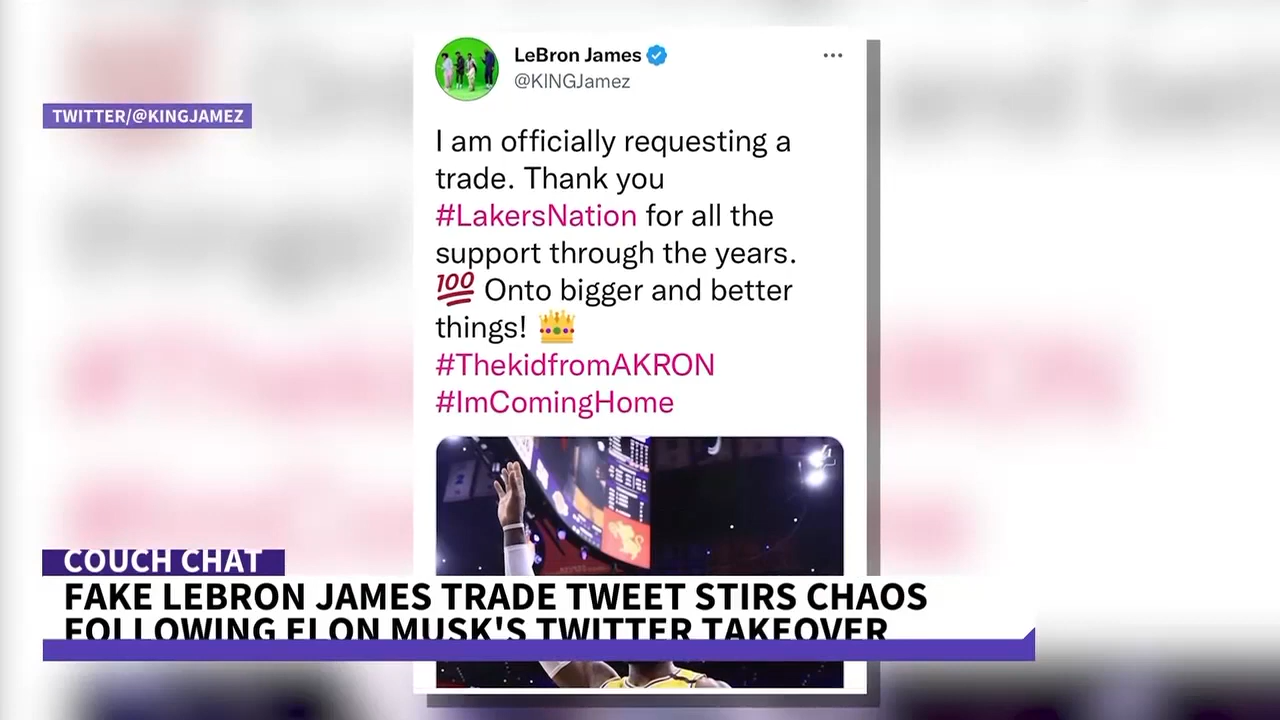 LeBron James
@KINGJamez
TWITTER/@KINGJAMEZ
I am officially requesting a
trade. Thank you
#LakersNation for all the
support through the years.
💯 Onto bigger and better
things! 👑
#ThekidfromAKRON
#ImComingHome
COUCH CHAT
FAKE LEBRON JAMES TRADE TWEET STIRS CHAOS
FOLLOWING ELON MUSK'S TWITTER TAKEOVER